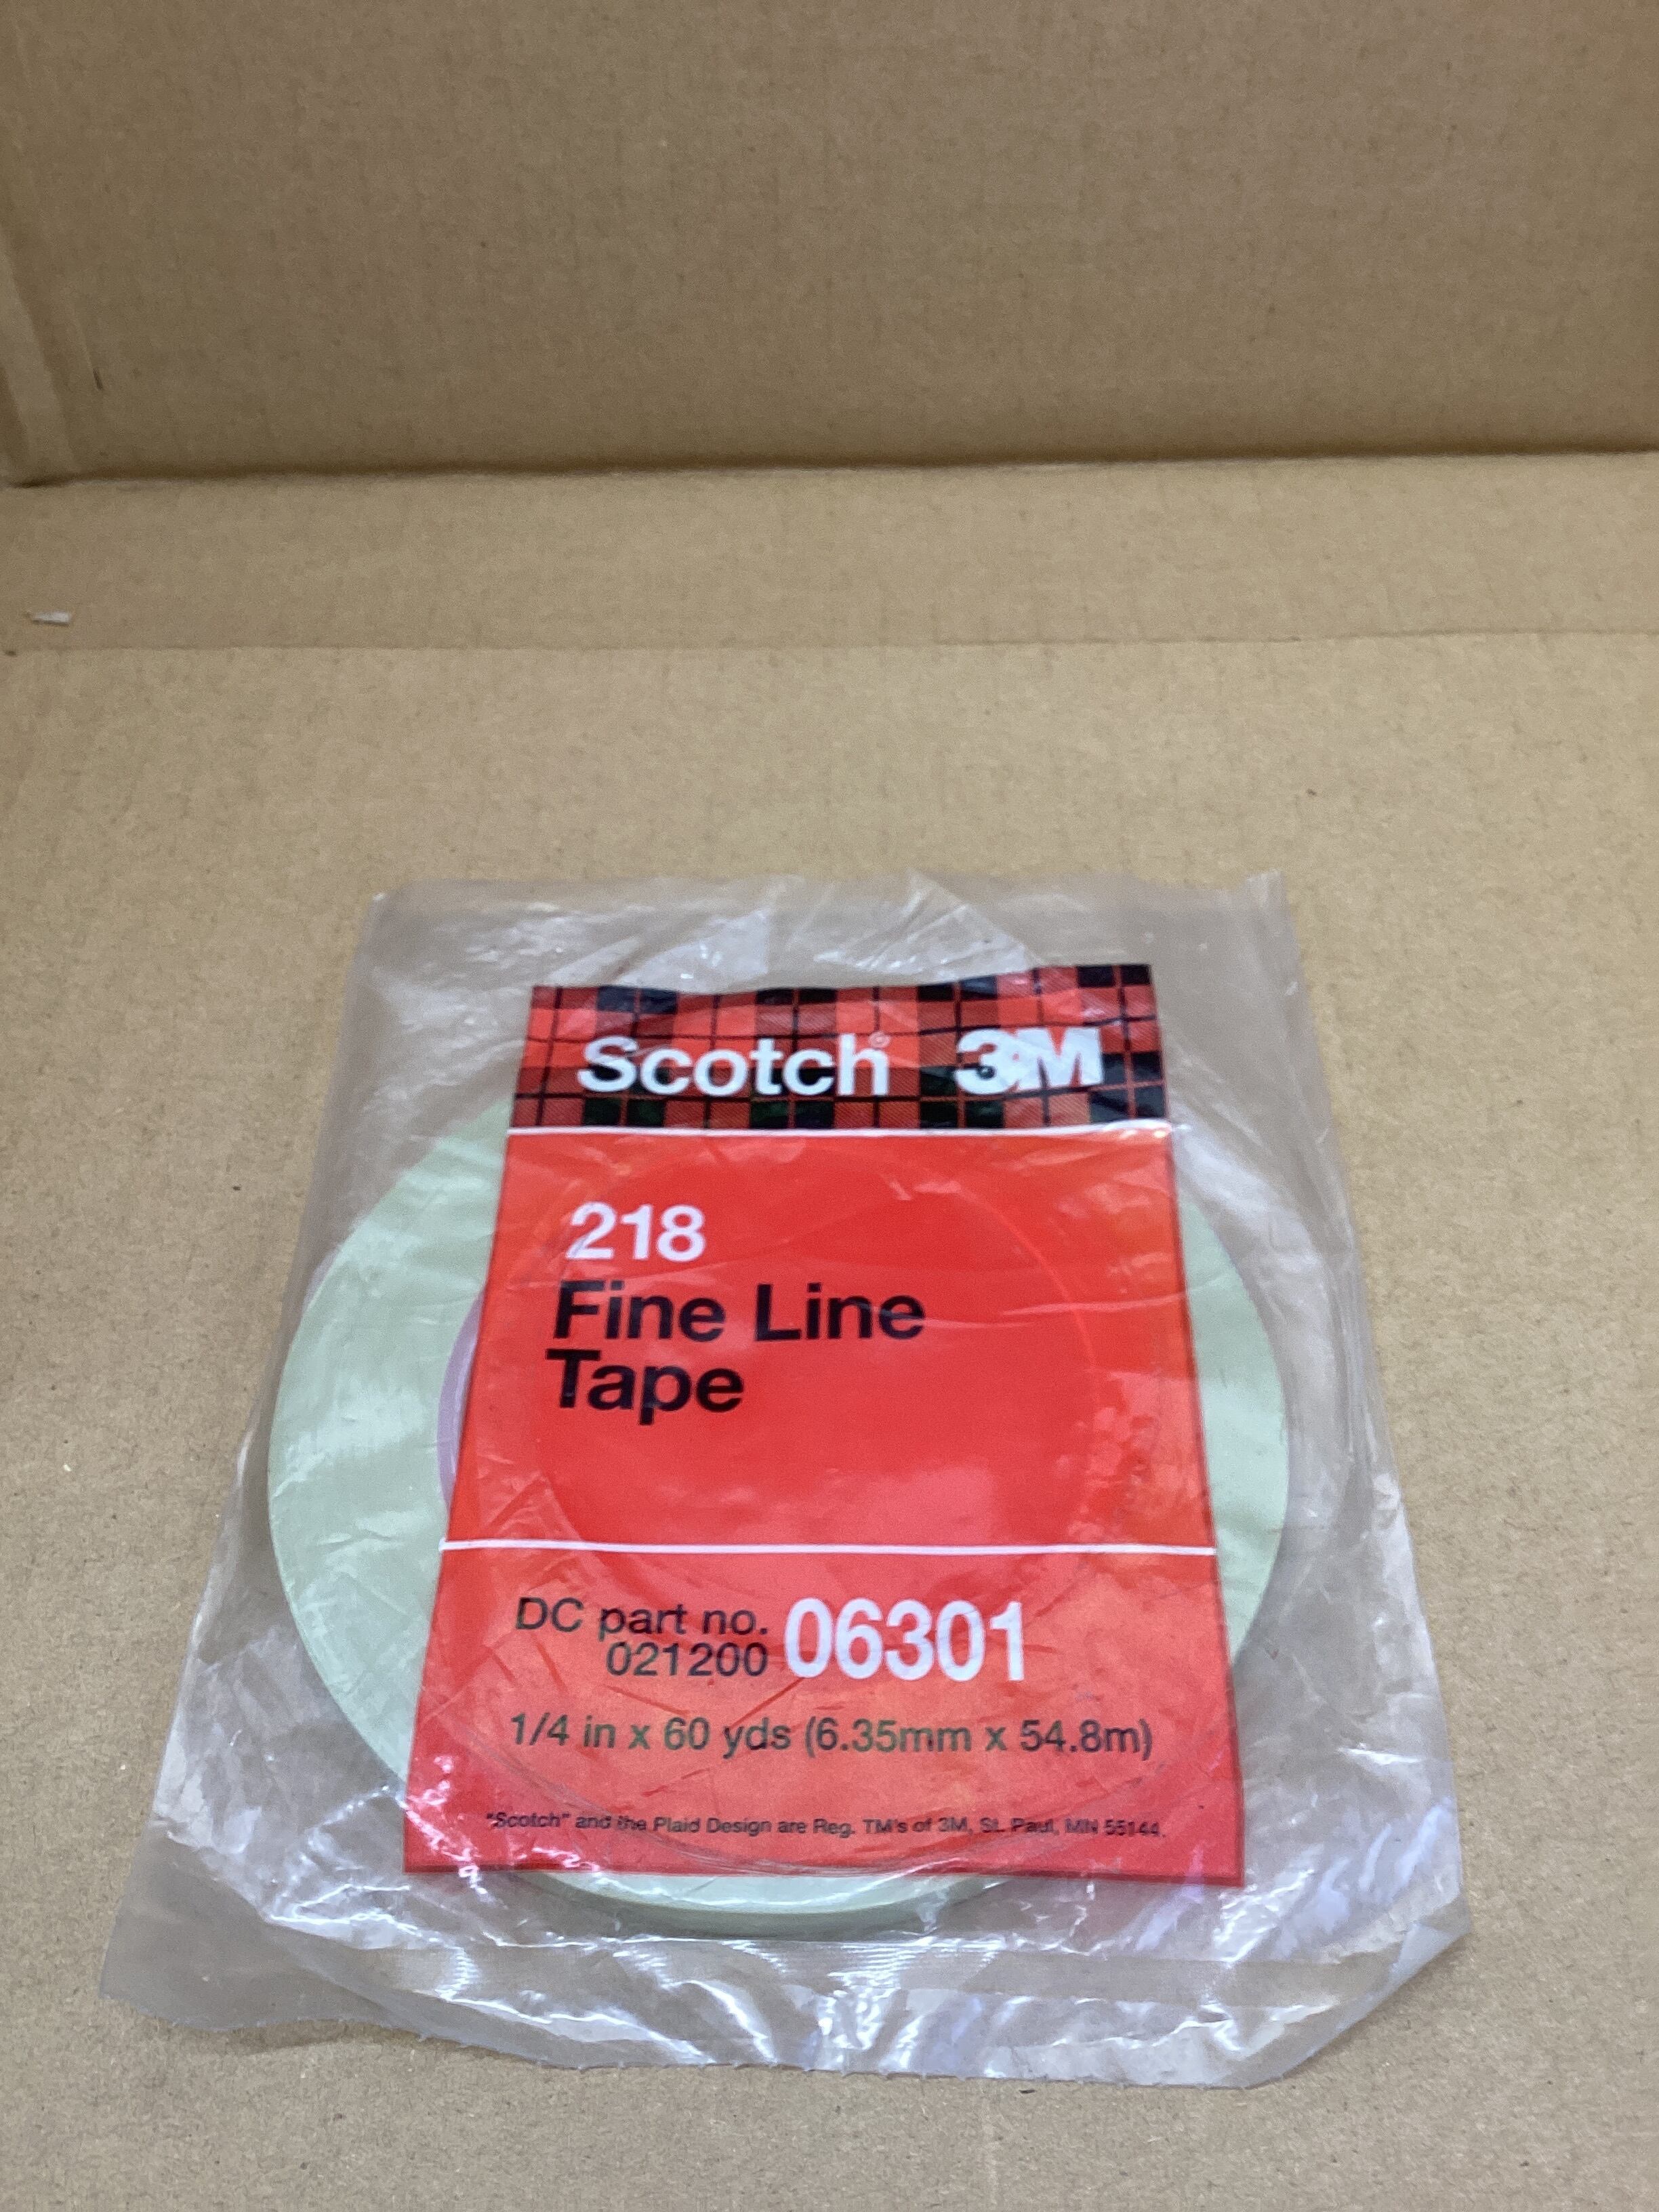 Scotch® 3M
218
Fine Line
Tape
DC part no. 06301
021200
1/4 in x 60 yds (6.35mm x 54.8m)
"Scotch" and the Plaid Design are Reg. TM's of 3M, St. Paul, MN 55144.